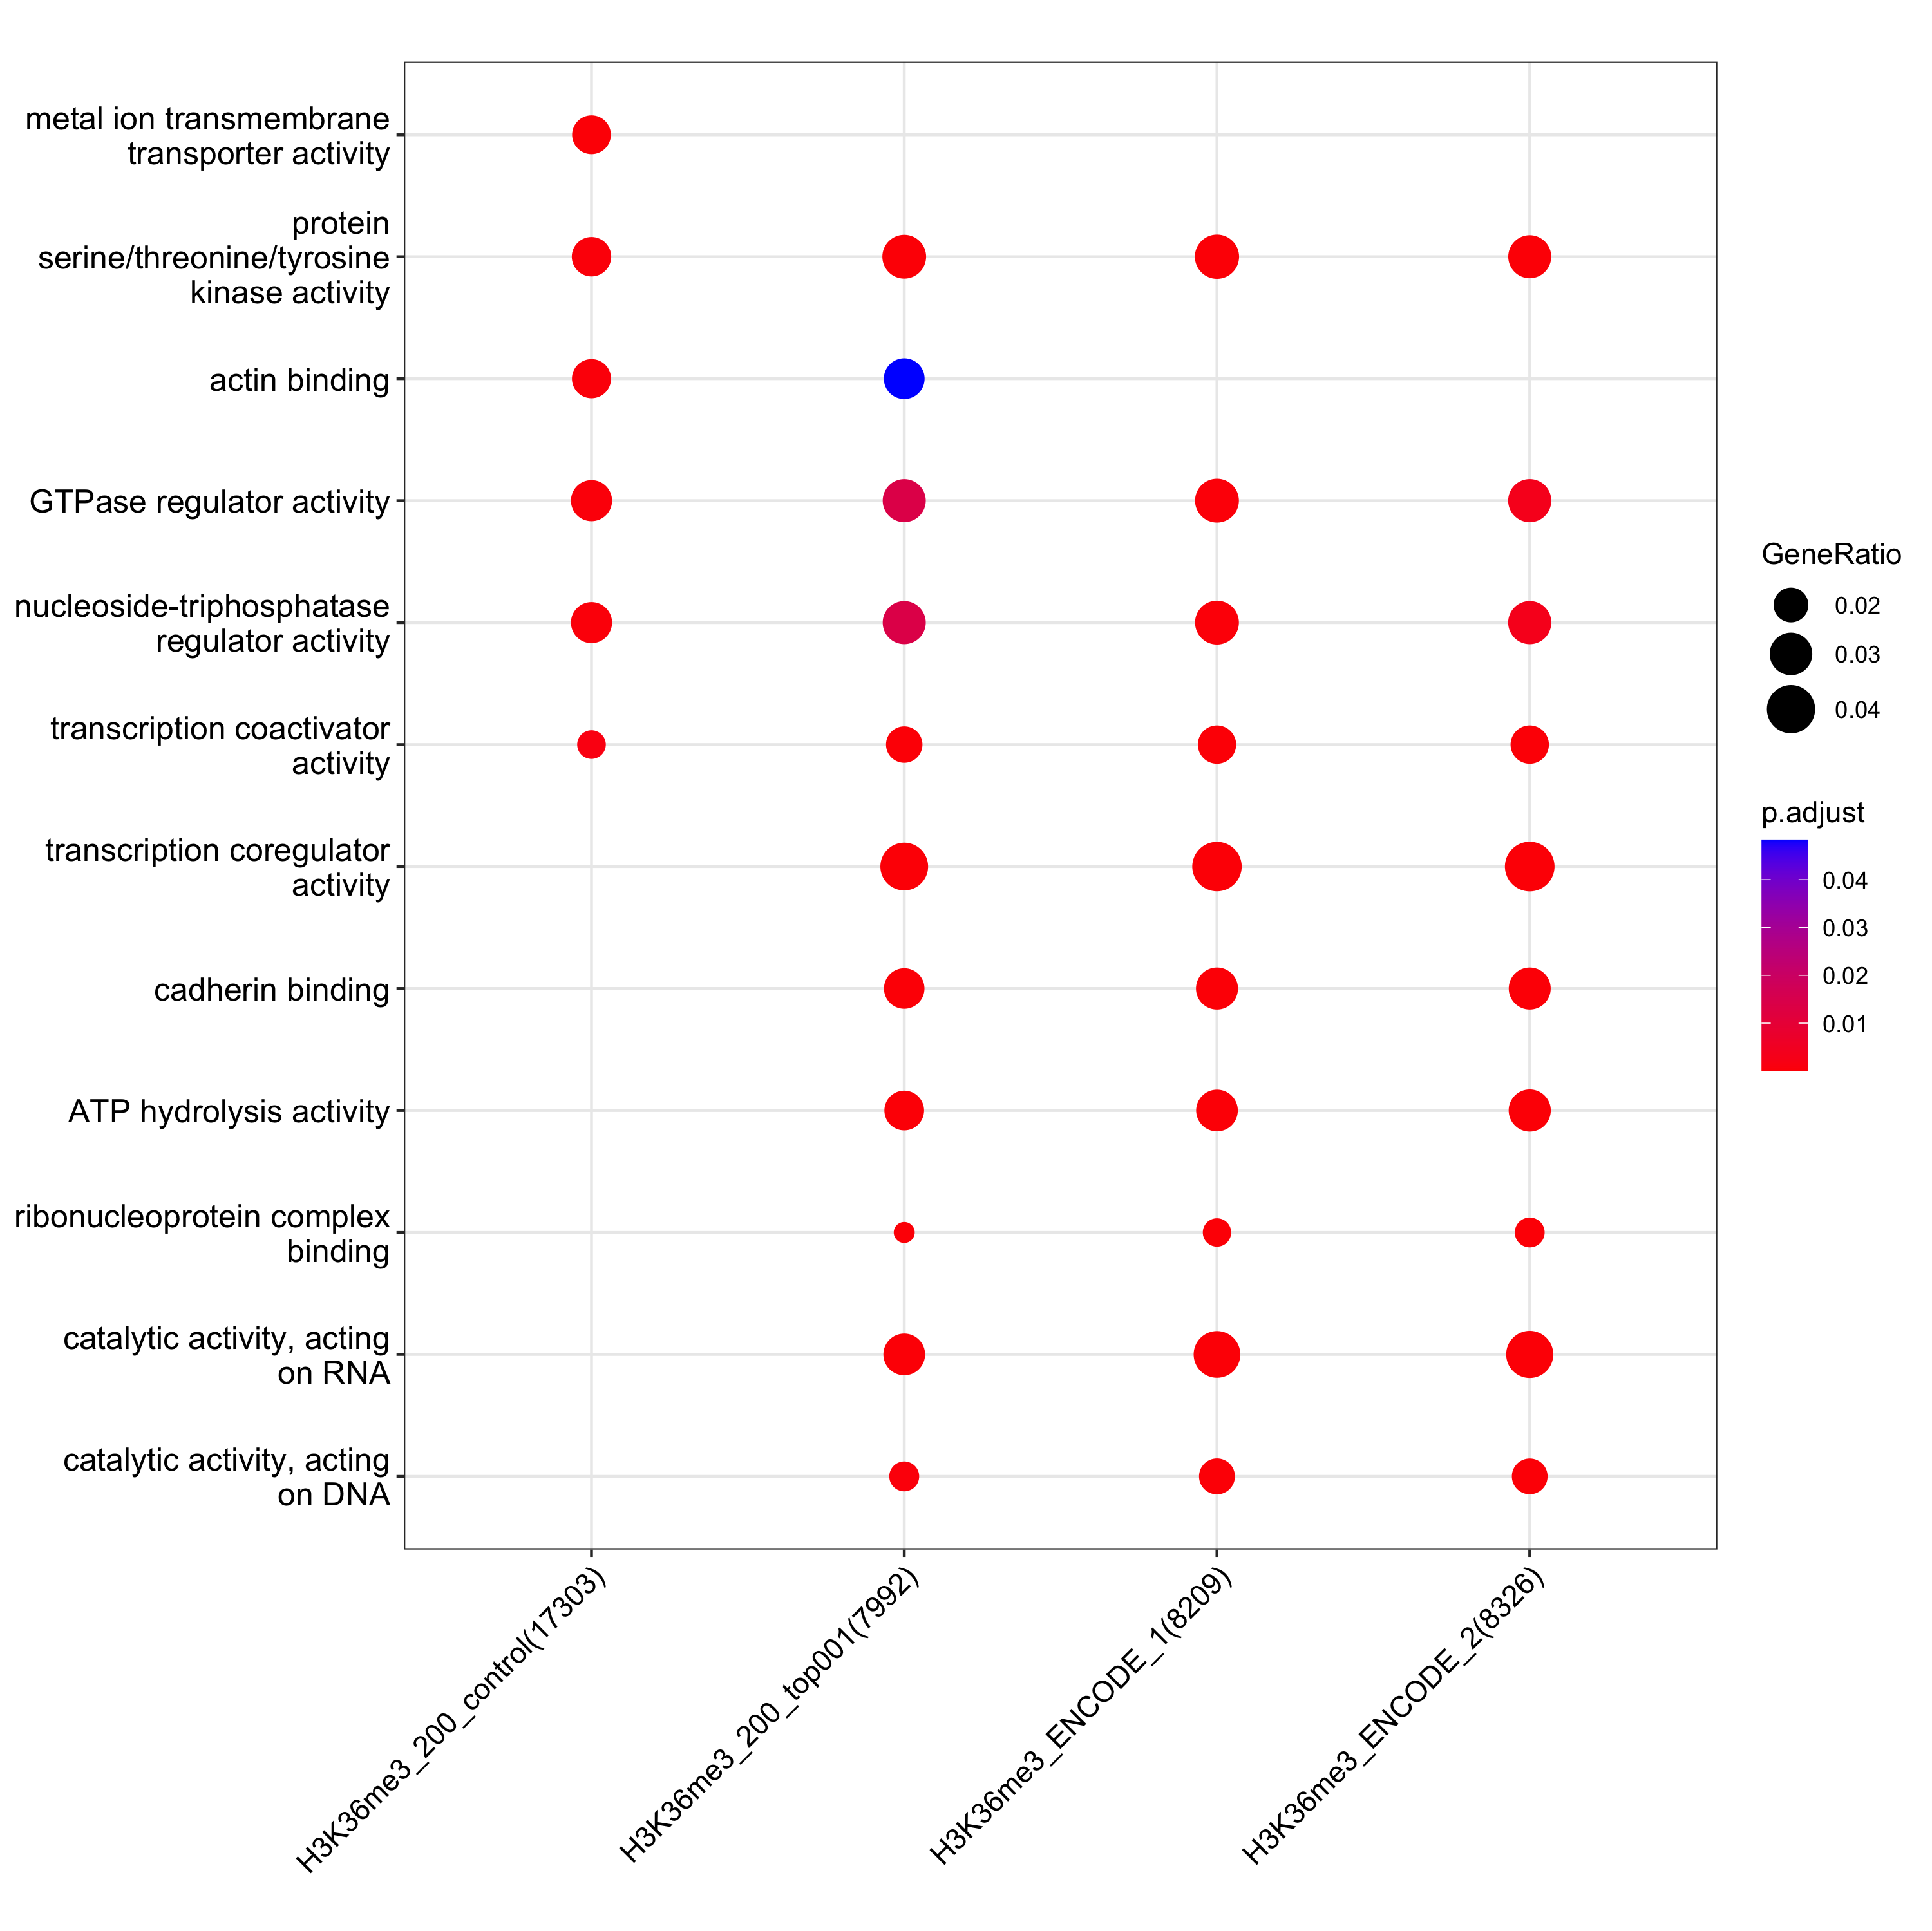 metal ion transmembrane
transporter activity
protein
serine/threonine/tyrosine
kinase activity
actin binding
GTPase regulator activity
nucleoside-triphosphatase
regulator activity
transcription coactivator
activity
transcription coregulator
activity
cadherin binding
ATP hydrolysis activity
ribonucleoprotein complex
binding
catalytic activity, acting
on RNA
catalytic activity, acting
on DNA
H3K36me3_200_control(17303)
H3K36me3_200_top001(7992)
H3K36me3_ENCODE_1(8209)
H3K36me3_ENCODE_2(8326)
GeneRatio
0.02
0.03
0.04
p.adjust
0.04
0.03
0.02
0.01